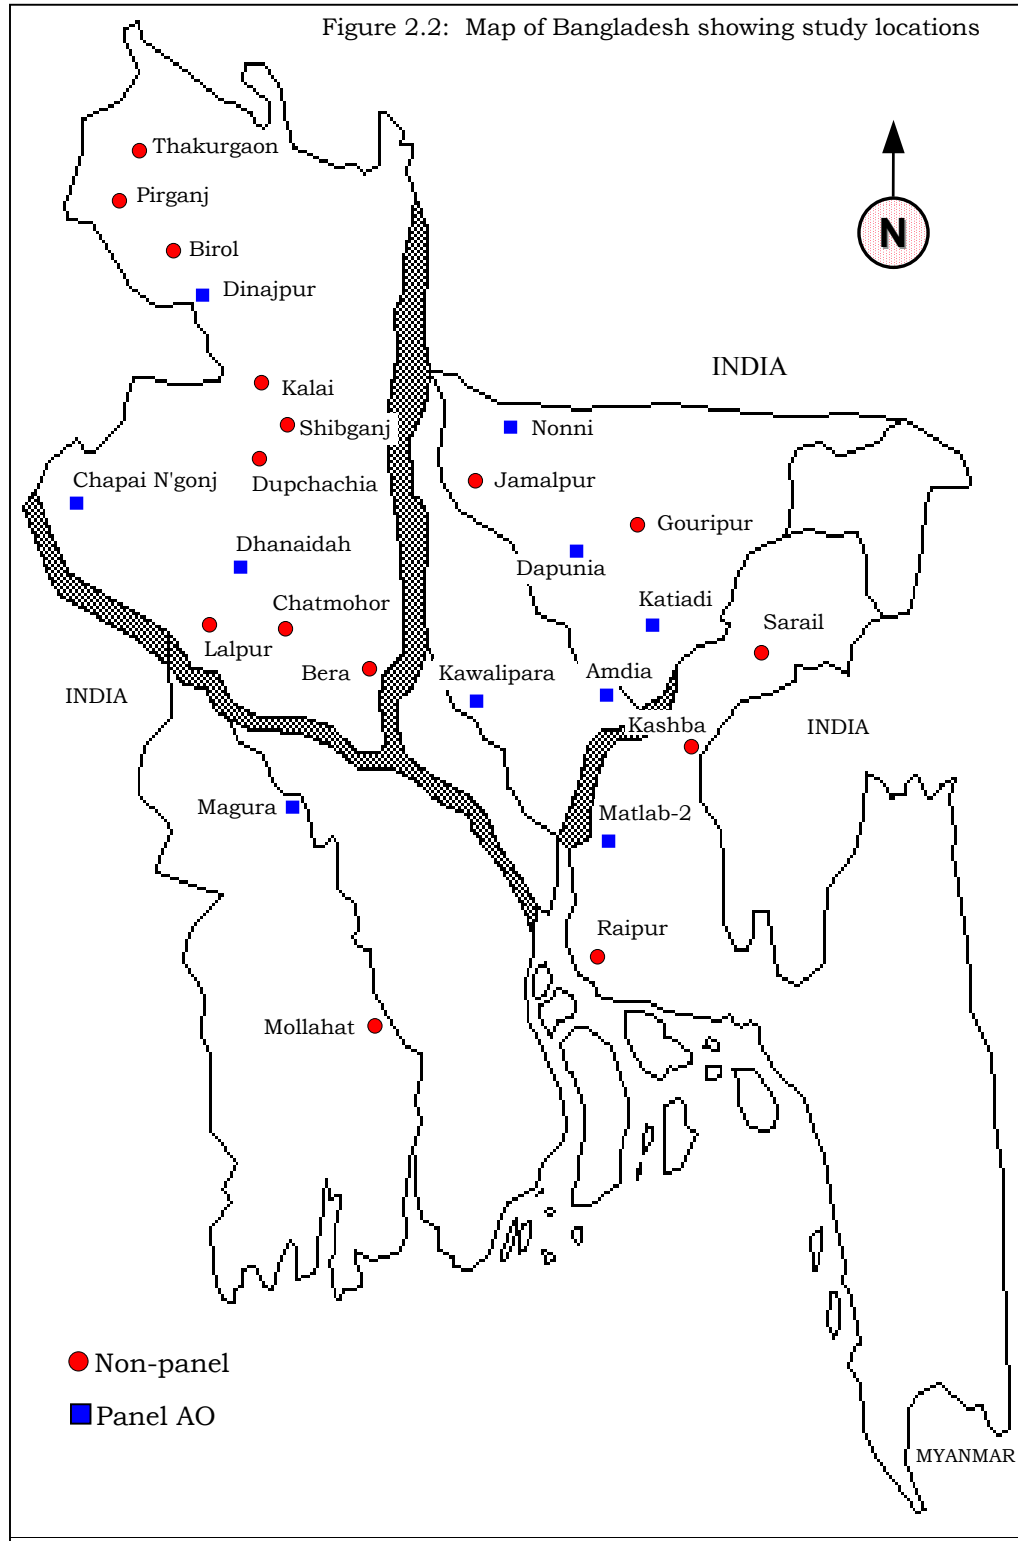 Figure 2.2: Map of Bangladesh showing study locations
Thakurgaon
Pirganj
N
Birol
Dinajpur
INDIA
Kalai
Shibganj
Nonni
Chapai N'gonj
Dupchachia
Jamalpur
Gouripur
Dhanaidah
Dapunia
Chatmohor
Katiadi
Sarail
Lalpur
Bera
Kawalipara
Amdia
INDIA
Kashba
INDIA
Magura
Matlab-2
Raipur
Mollahat
Non-panel
Panel AO
MYANMAR